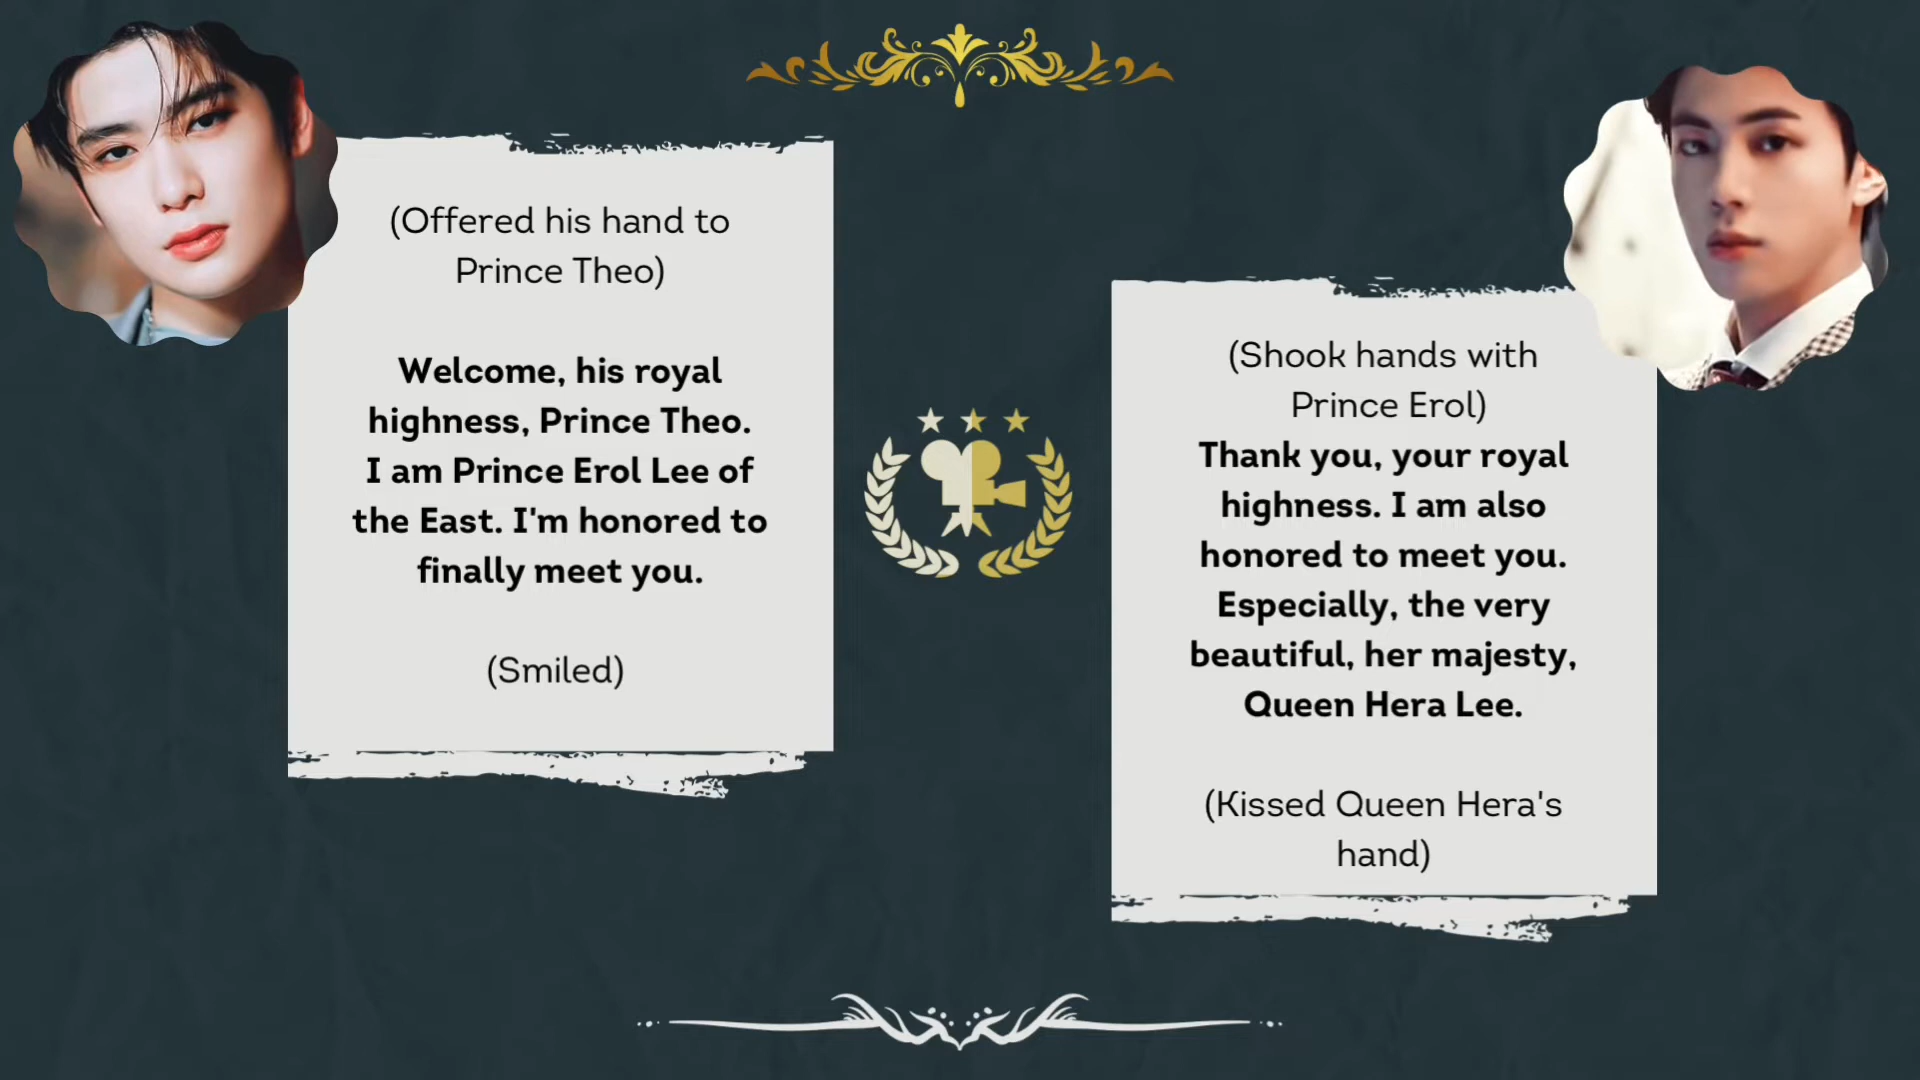 (Offered his hand to
Prince Theo)
Welcome, his royal
highness, Prince Theo.
I am Prince Erol Lee of
the East. I'm honored to
finally meet you.
(Smiled)
(Shook hands with
Prince Erol)
Thank you, your royal
highness. I am also
honored to meet you.
Especially, the very
beautiful, her majesty,
Queen Hera Lee.
(Kissed Queen Hera's
hand)